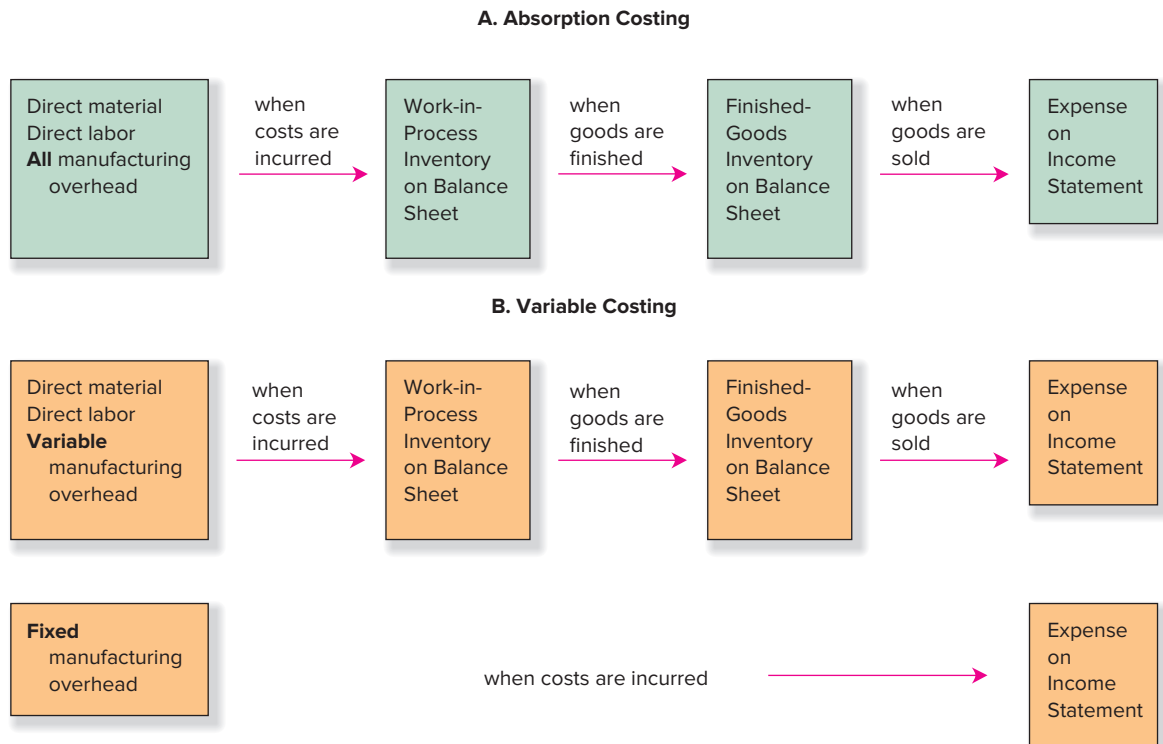 A. Absorption Costing
Direct material
Direct labor
All manufacturing
overhead
when
costs are
incurred
Work-in-
Process
Inventory
on Balance
Sheet
when
goods are
finished
Finished-
Goods
Inventory
on Balance
Sheet
when
goods are
sold
Expense
on
Income
Statement
B. Variable Costing
Direct material
Direct labor
Variable
manufacturing
overhead
when
costs are
incurred
Work-in-
Process
Inventory
on Balance
Sheet
when
goods are
finished
Finished-
Goods
Inventory
on Balance
Sheet
when
goods are
sold
Expense
on
Income
Statement
Fixed
manufacturing
overhead
when costs are incurred
Expense
on
Income
Statement